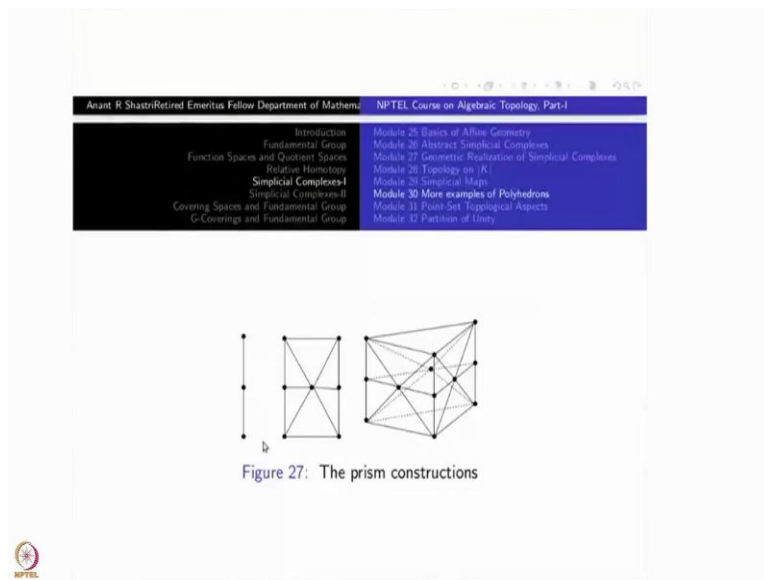 Anant R ShastriRetired Emeritus Fellow Department of Mathema
NPTEL Course on Algebraic Topology, Part-I
Introduction
Fundamental Group
Function Spaces and Quotient Spaces
Relative Homotopy
Simplicial Complexes-I
Simplicial Complexes-II
Covering Spaces and Fundamental Group
G-Coverings and Fundamental Group
Module 25 Basics of Affine Geometry
Module 26 Abstract Simplicial Complexes
Module 27 Geometric Realization of Simplicial Complexes
Module 28 Topology on |K|
Module 29 Simplicial Maps
Module 30 More examples of Polyhedrons
Module 31 Point-Set Topological Aspects
Module 32 Partition of Unity
Figure 27: The prism constructions
NPTEL